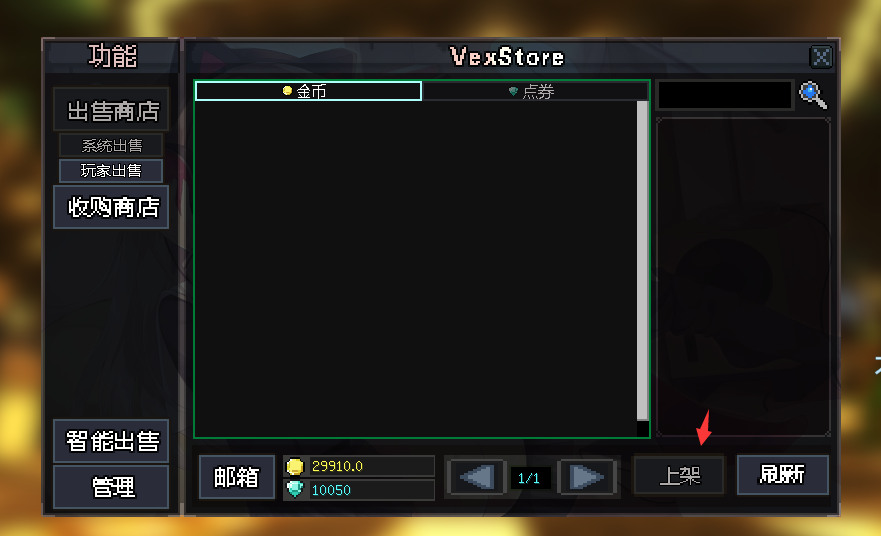 功能
VexStore
出售商店
系统出售
玩家出售
收购商店
金币
点券
智能出售
管理
邮箱
29910.0
10050
1/1
上架
刷新